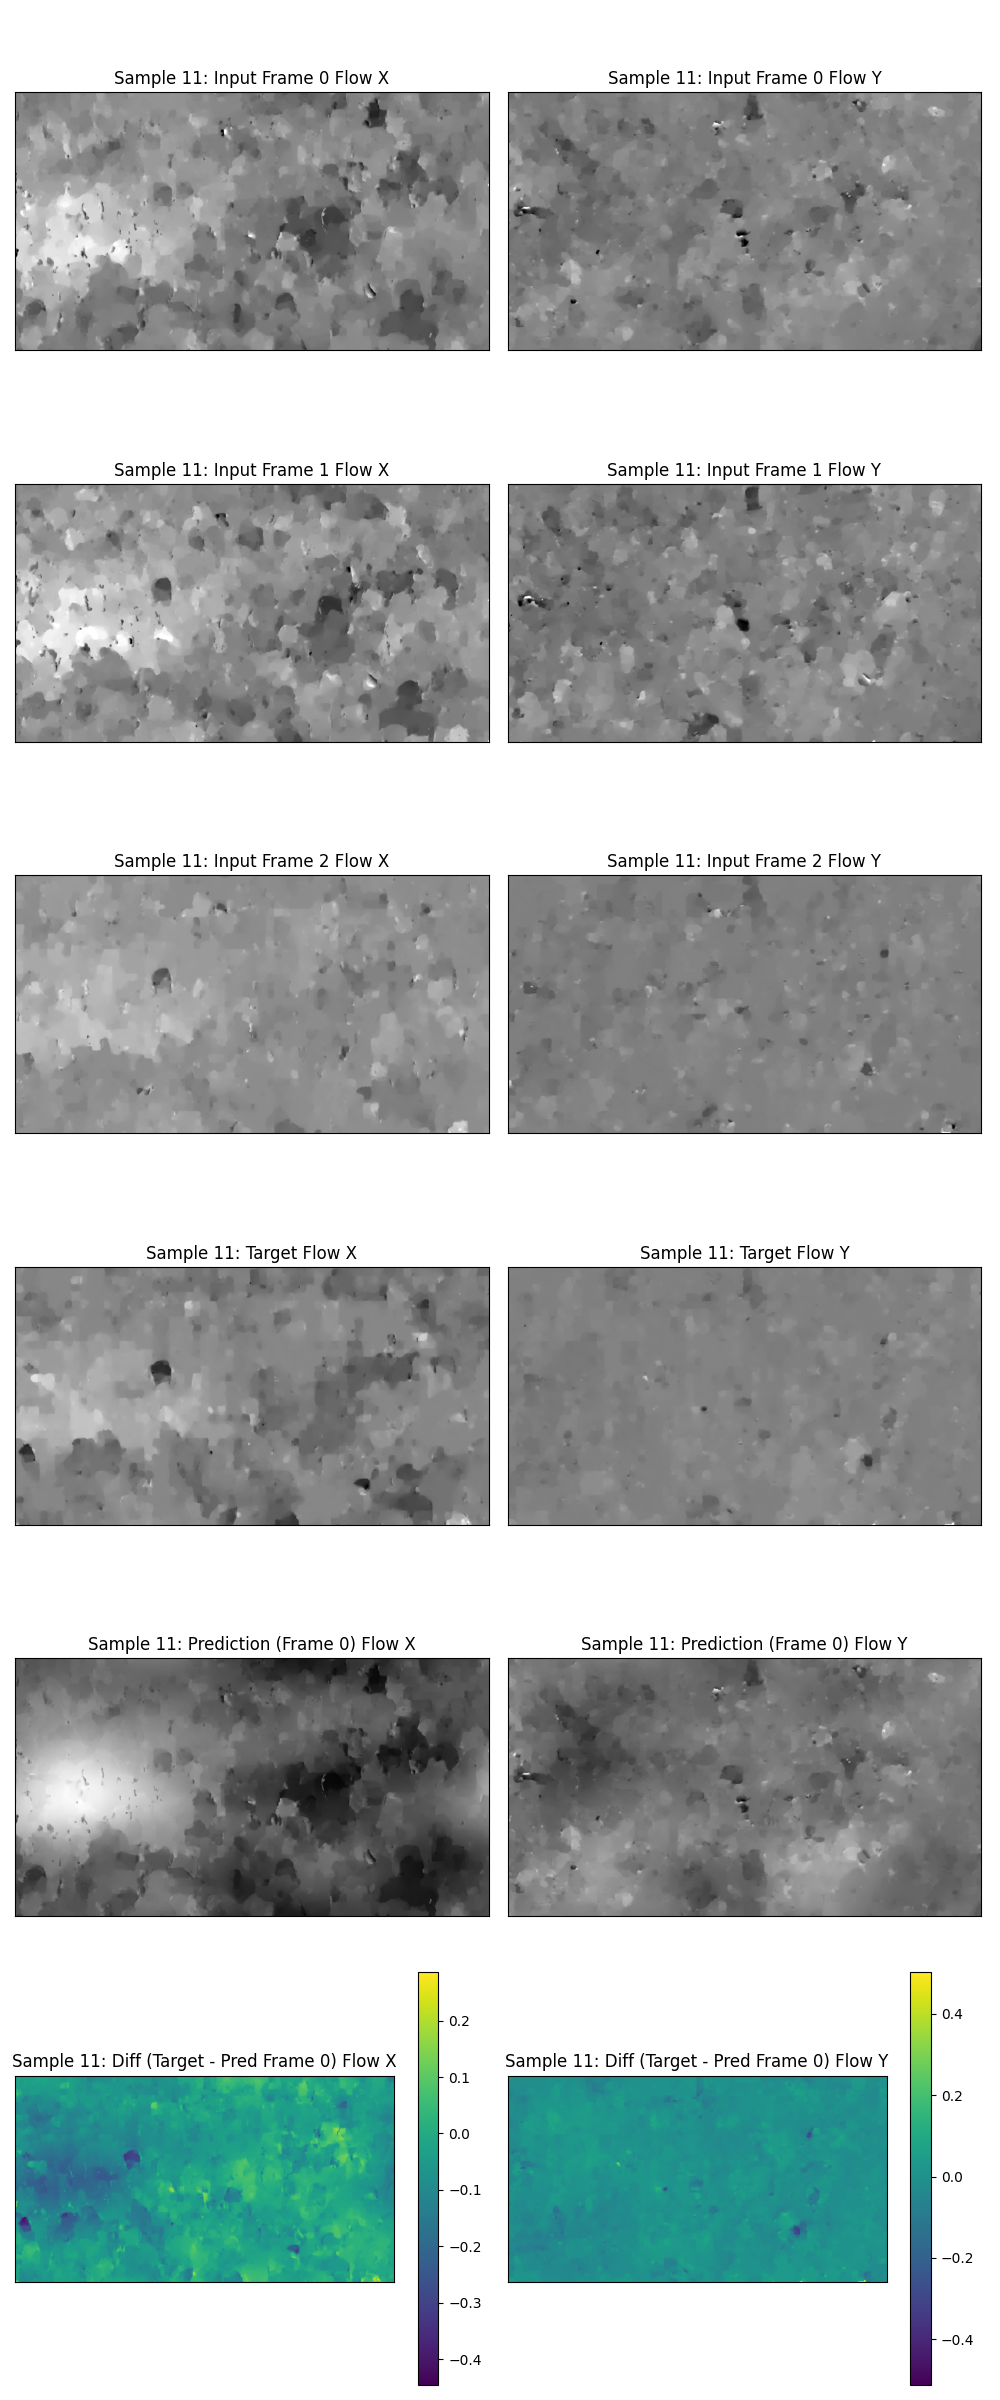 Sample 11: Input Frame 0 Flow X
Sample 11: Input Frame 0 Flow Y
Sample 11: Input Frame 1 Flow X
Sample 11: Input Frame 1 Flow Y
Sample 11: Input Frame 2 Flow X
Sample 11: Input Frame 2 Flow Y
Sample 11: Target Flow X
Sample 11: Target Flow Y
Sample 11: Prediction (Frame 0) Flow X
Sample 11: Prediction (Frame 0) Flow Y
Sample 11: Diff (Target - Pred Frame 0) Flow X
0.2
0.1
0.0
−0.1
−0.2
−0.3
−0.4
Sample 11: Diff (Target - Pred Frame 0) Flow Y
0.4
0.2
0.0
−0.2
−0.4